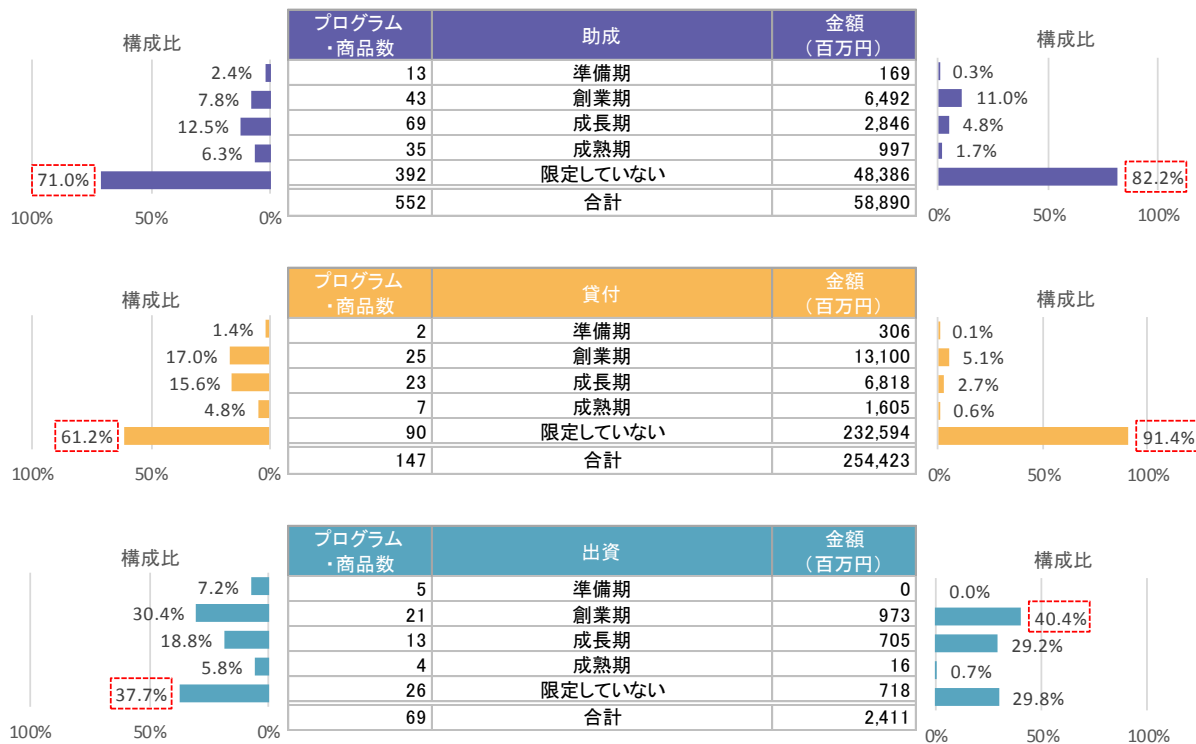 構成比
2.4%
7.8%
12.5%
6.3%
71.0%
100% 50% 0%
プログラム
・商品数 助成 金額
（百万円）
13 準備期 169
43 創業期 6,492
69 成長期 2,846
35 成熟期 997
392 限定していない 48,386
552 合計 58,890
構成比
0.3%
11.0%
4.8%
1.7%
82.2%
0% 50% 100%
構成比
1.4%
17.0%
15.6%
4.8%
61.2%
100% 50% 0%
プログラム
・商品数 貸付 金額
（百万円）
2 準備期 306
25 創業期 13,100
23 成長期 6,818
7 成熟期 1,605
90 限定していない 232,594
147 合計 254,423
構成比
0.1%
5.1%
2.7%
0.6%
91.4%
0% 50% 100%
構成比
7.2%
30.4%
18.8%
5.8%
37.7%
100% 50% 0%
プログラム
・商品数 出資 金額
（百万円）
5 準備期 0
21 創業期 973
13 成長期 705
4 成熟期 16
26 限定していない 718
69 合計 2,411
構成比
0.0%
40.4%
29.2%
0.7%
29.8%
0% 50% 100%